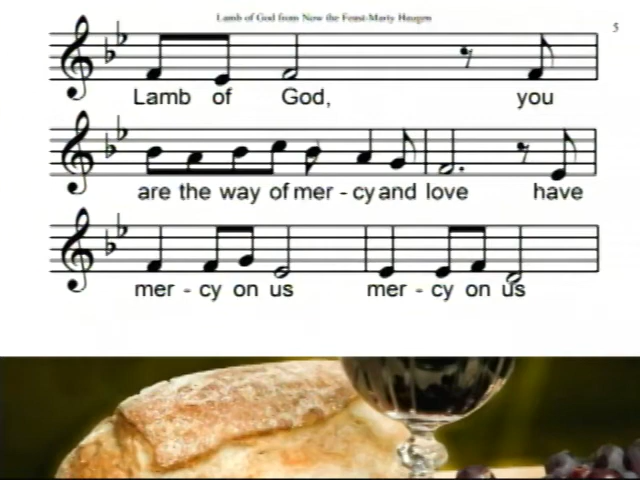 Lamb of God from Now the Feast-Marty Haugen
5
Lamb of God, you
are the way of mer - cy and love have
mer - cy on us mer - cy on us